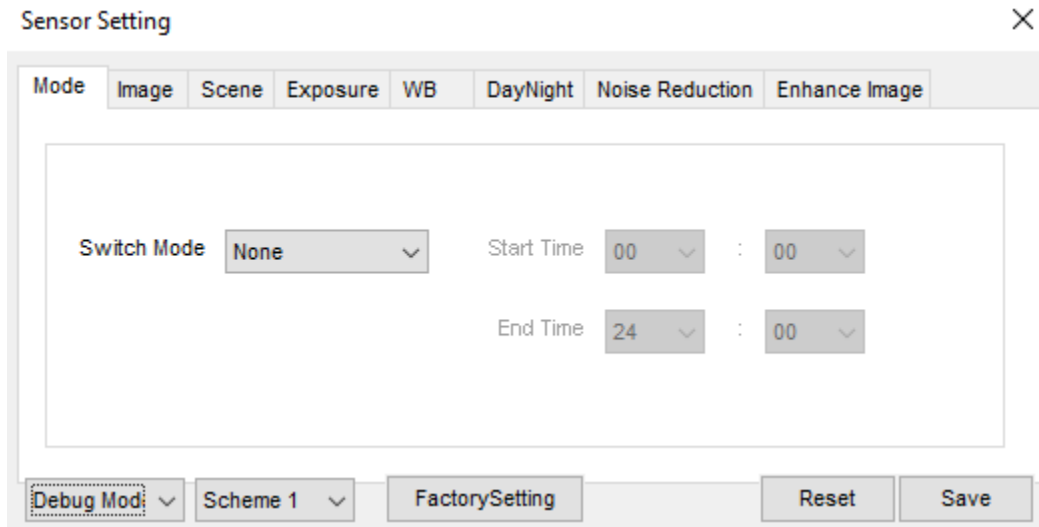 Sensor Setting
Mode Image Scene Exposure WB DayNight Noise Reduction Enhance Image
Switch Mode None Start Time 00 : 00
End Time 24 : 00
Debug Mod Scheme 1 FactorySetting Reset Save